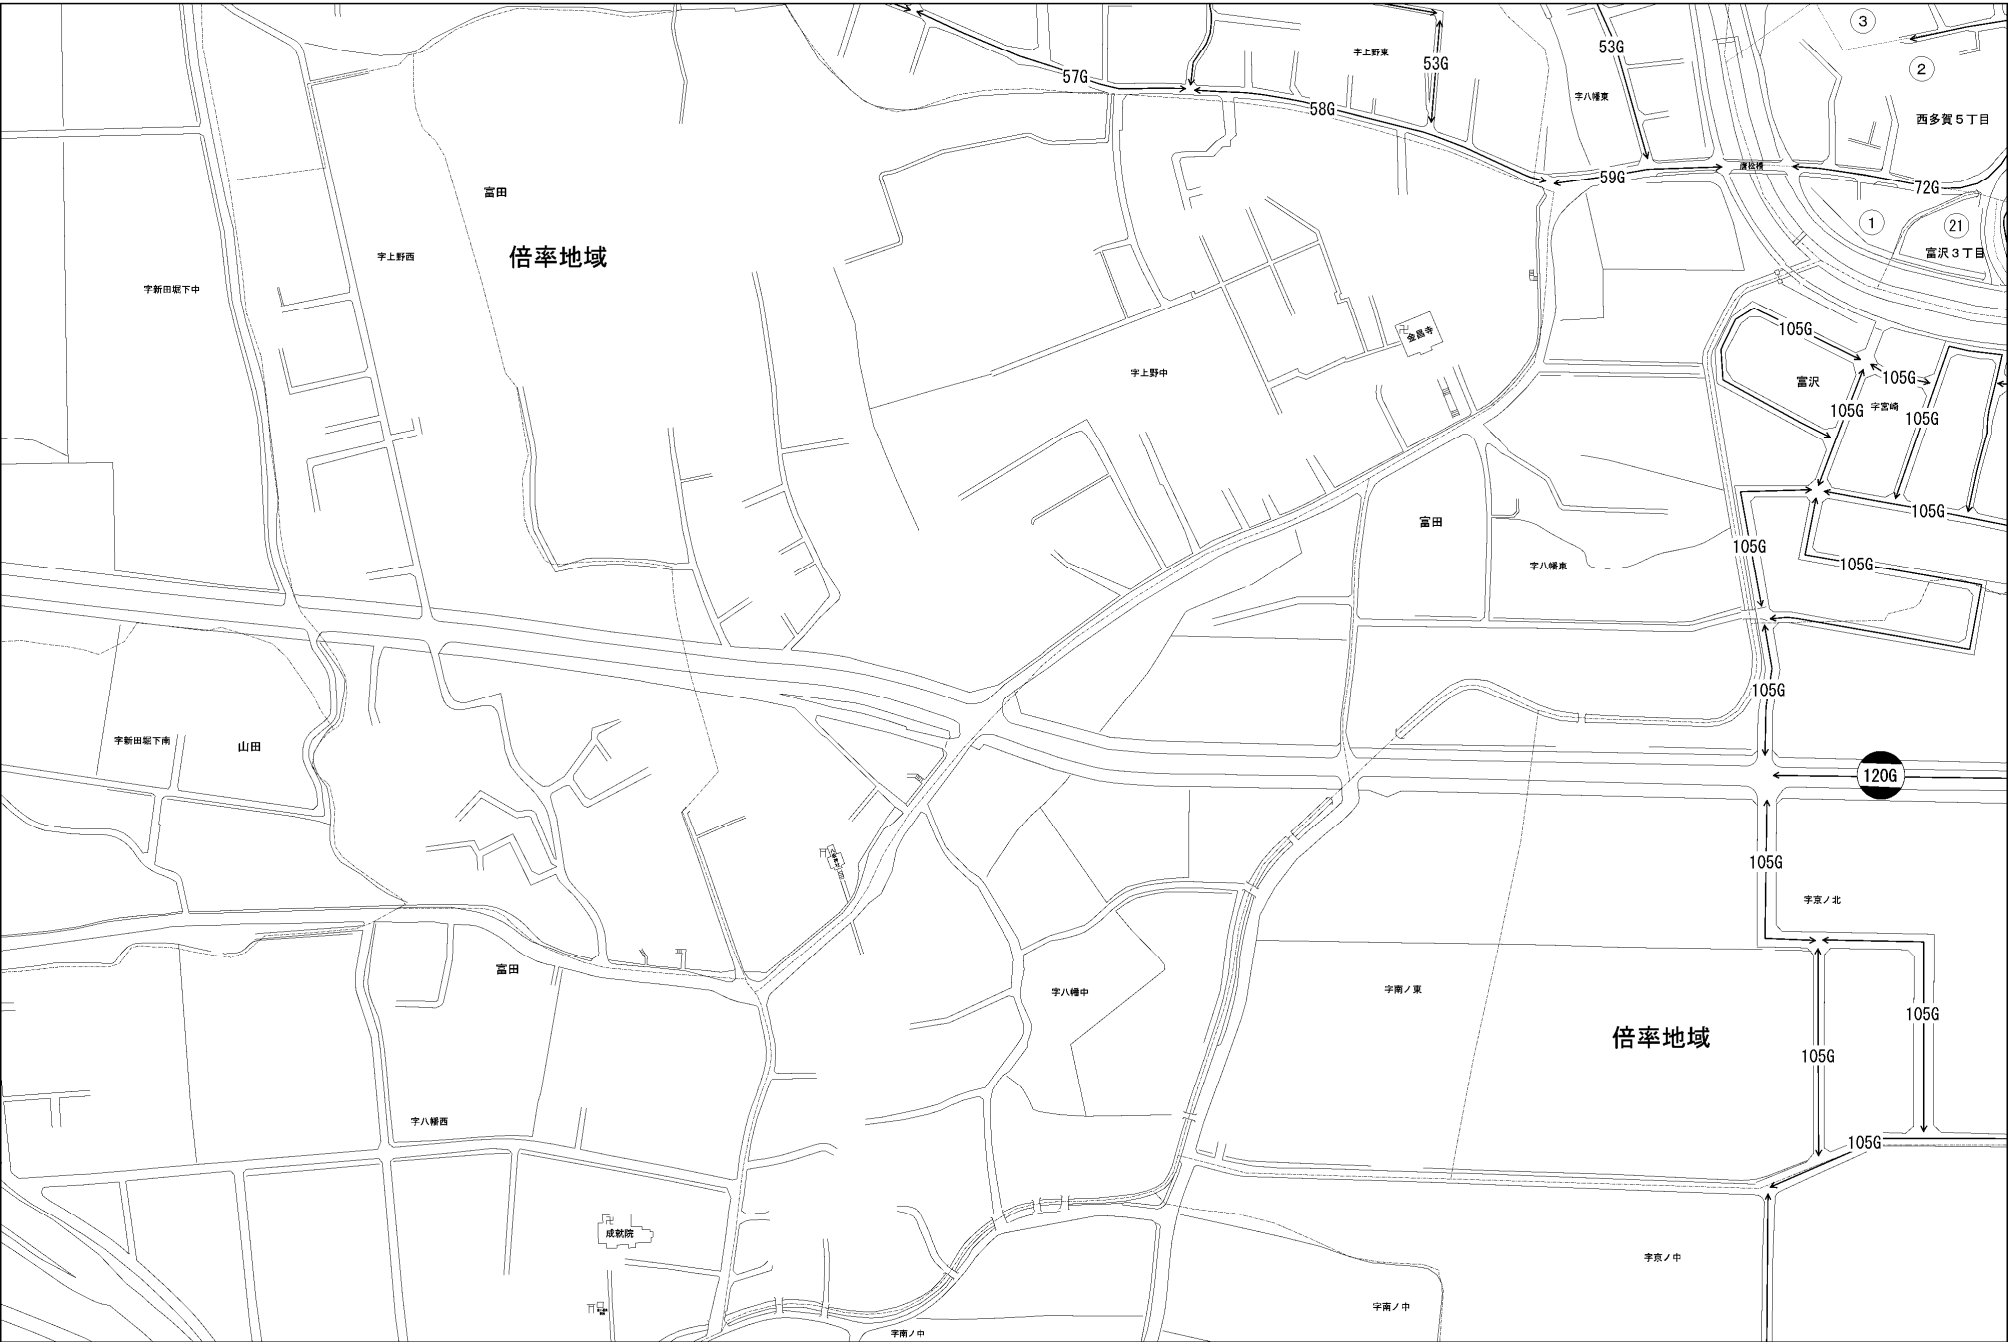 ③
53G
字上野東
53G
57G
②
字八幡東
58G
西多賀5丁目
59G
72G
富田
①
㉑
字上野西
倍率地域
富沢3丁目
字新田堀下中
105G
金昌寺
字上野中
105G
富沢
105G
字宮崎
105G
富田
105G
105G
字八幡東
105G
105G
字新田堀下南
山田
120G
105G
字京ノ北
富田
字八幡中
字南ノ東
105G
倍率地域
105G
字八幡西
105G
成就院
字京ノ中
字南ノ中
字南ノ中